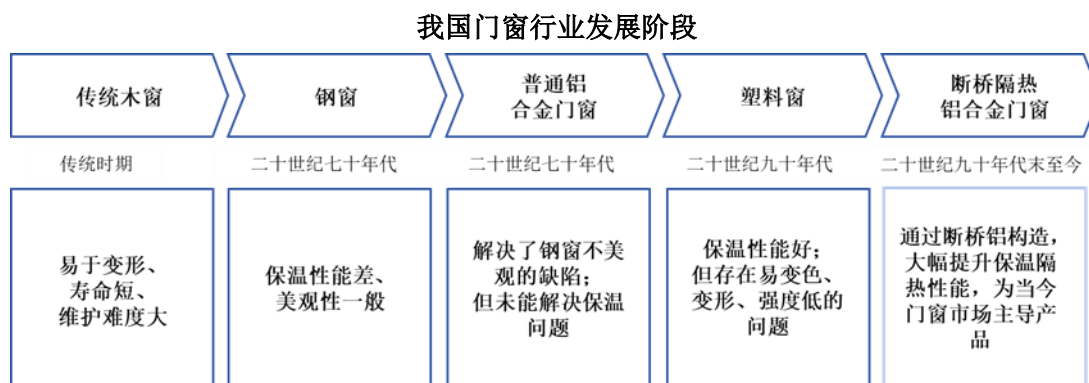 我国门窗行业发展阶段
传统木窗
钢窗
普通铝
合金门窗
塑料窗
断桥隔热
铝合金门窗
传统时期
二十世纪七十年代
二十世纪七十年代
二十世纪九十年代
二十世纪九十年代末至今
易于变形、
寿命短、
维护难度大
保温性能差、
美观性一般
解决了钢窗不美
观的缺陷；
但未能解决保温
问题
保温性能好；
但存在易变色、
变形、强度低的
问题
通过断桥铝构造，
大幅提升保温隔
热性能，为当今
门窗市场主导产
品